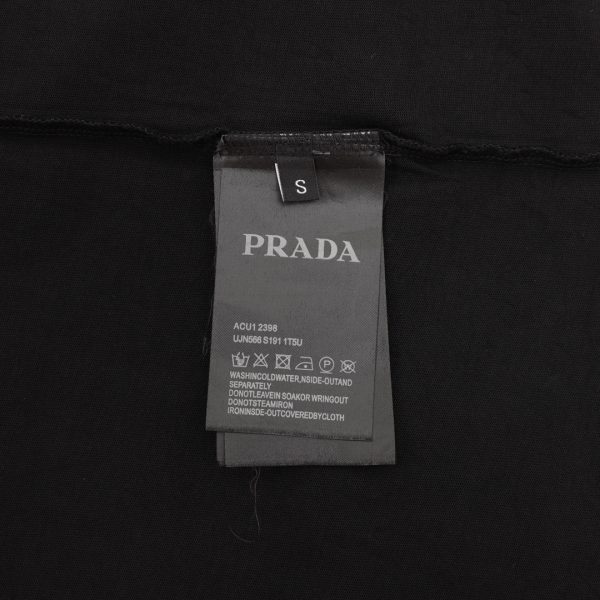 S
PRADA
ACU1 2398
UJN566 S191 1T5U
WASHINCOLDWATER,NSIDE-OUTAND
SEPARATELY
DONOTLEAVEIN SOAKOR WRINGOUT
DONOTSTEAMIRON
IRONINSDE-OUTCOVEREDBYCLOTH